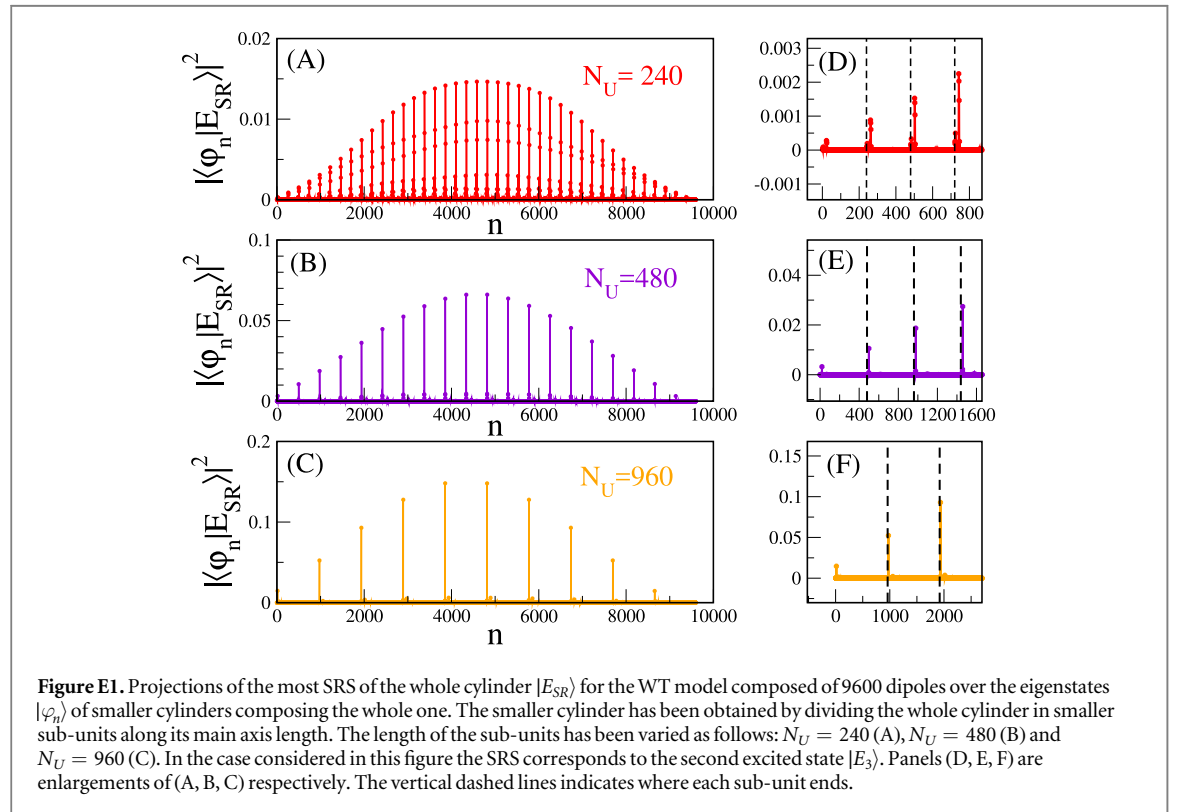 0.02
(A)
N_U= 240
0.01
0
0
2000
4000
6000
8000
10000
n
|⟨φ_n|E_SR⟩|^2
(D)
0.003
0.002
0.001
0
-0.001
0
200
400
600
800
0.1
(B)
N_U=480
0.05
0
0
2000
4000
6000
8000
10000
n
|⟨φ_n|E_SR⟩|^2
(E)
0.04
0.02
0
0
400
800
1200
1600
0.2
(C)
N_U=960
0.1
0
0
2000
4000
6000
8000
10000
n
|⟨φ_n|E_SR⟩|^2
(F)
0.15
0.1
0.05
0
0
1000
2000
Figure E1. Projections of the most SRS of the whole cylinder |E_SR⟩ for the WT model composed of 9600 dipoles over the eigenstates
|φ_n⟩ of smaller cylinders composing the whole one. The smaller cylinder has been obtained by dividing the whole cylinder in smaller
sub-units along its main axis length. The length of the sub-units has been varied as follows: N_U = 240 (A), N_U = 480 (B) and
N_U = 960 (C). In the case considered in this figure the SRS corresponds to the second excited state |E_3⟩. Panels (D, E, F) are
enlargements of (A, B, C) respectively. The vertical dashed lines indicates where each sub-unit ends.